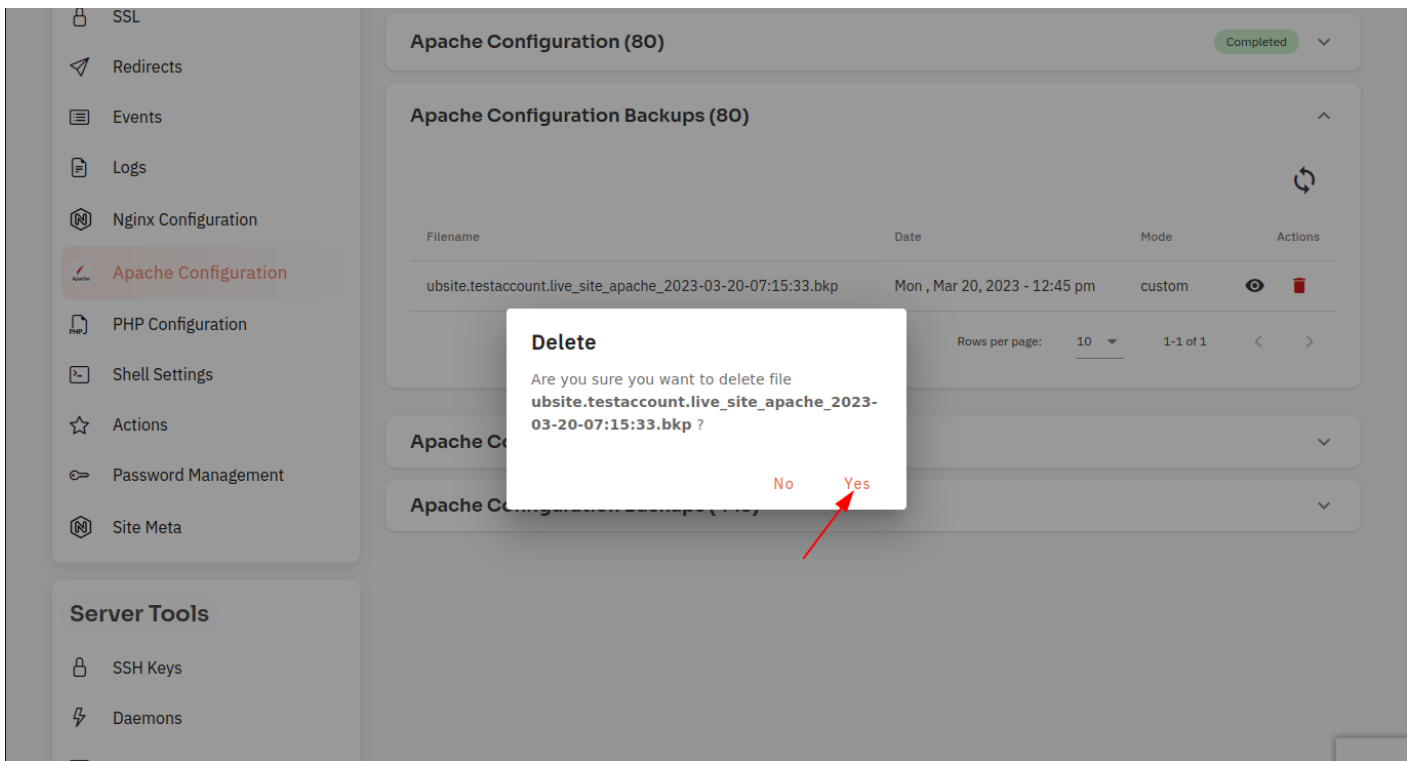 SSL
Redirects
Events
Logs
Nginx Configuration
Apache
Apache Configuration
PHP
PHP Configuration
Shell Settings
Actions
Password Management
Site Meta
Server Tools
SSH Keys
Daemons
Apache Configuration (80)
Completed
Apache Configuration Backups (80)
Filename Date Mode Actions
ubsite.testaccount.live_site_apache_2023-03-20-07:15:33.bkp Mon , Mar 20, 2023 - 12:45 pm custom
Rows per page: 10 1-1 of 1
Delete
Are you sure you want to delete file
ubsite.testaccount.live_site_apache_2023-
03-20-07:15:33.bkp ?
No Yes
Apache
Apache